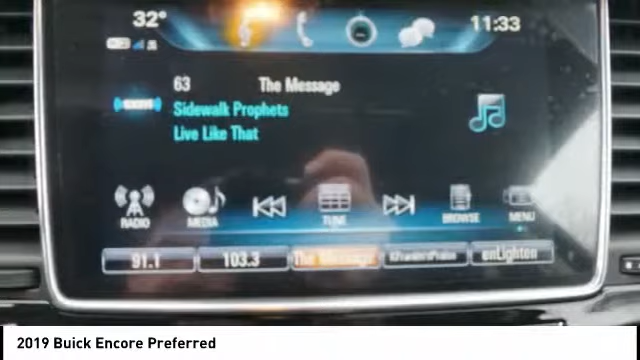 32°
11:33
63 The Message
Sidewalk Prophets
Live Like That
RADIO MEDIA TUNE BROWSE MENU
91.1 103.3 The Message enLighten
2019 Buick Encore Preferred